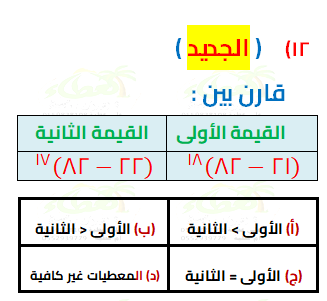 ١٢) ( الجديد )
قارن بين :
القيمة الأولى القيمة الثانية
(٢١ – ٨٢)١٨ (٢٢ – ٨٢)١٧
(أ) الأولى > الثانية (ب) الأولى < الثانية
(ج) الأولى = الثانية (د) المعطيات غير كافية